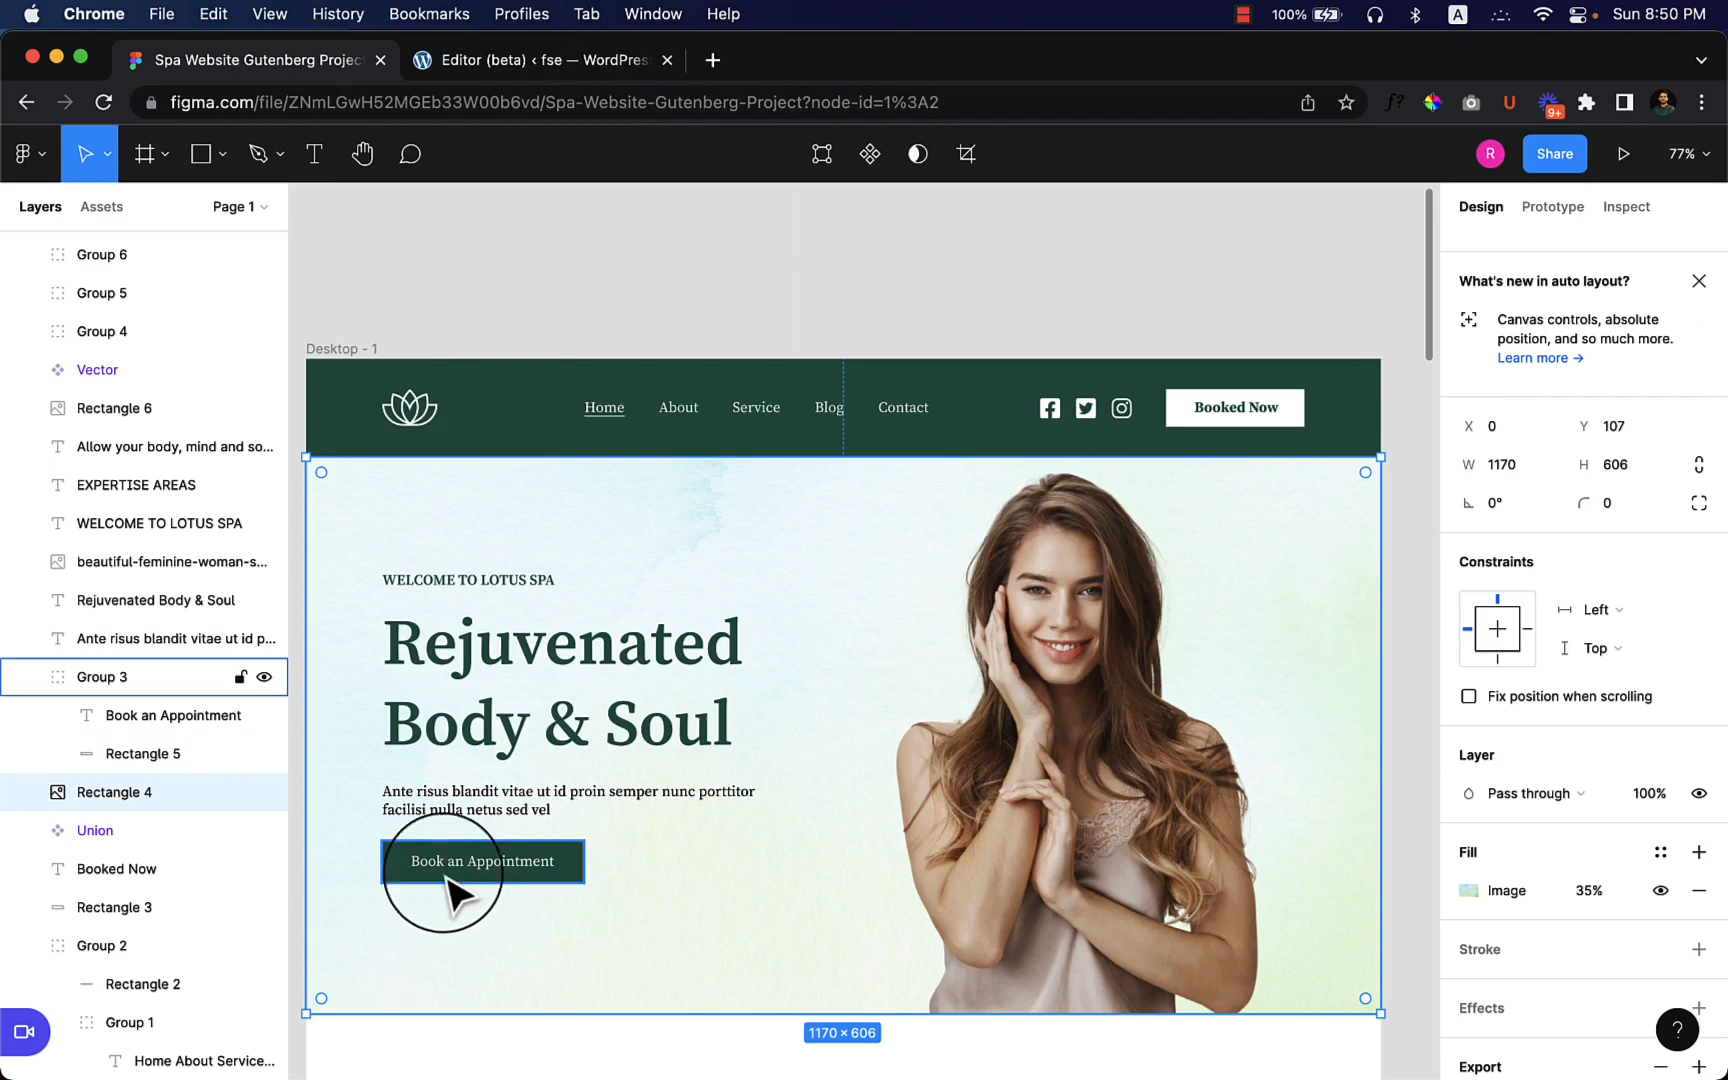 Chrome File Edit View History Bookmarks Profiles Tab Window Help 100% A Sun 8:50 PM
Spa Website Gutenberg Projec Editor (beta) ‹ fse — WordPres
figma.com/file/ZNmLGwH52MGEb33W00b6vd/Spa-Website-Gutenberg-Project?node-id=1%3A2 f? U 9+
R Share 77%
Layers Assets Page 1
Group 6
Group 5
Group 4
Vector
Rectangle 6
Allow your body, mind and so...
EXPERTISE AREAS
WELCOME TO LOTUS SPA
beautiful-feminine-woman-s...
Rejuvenated Body & Soul
Ante risus blandit vitae ut id p...
Group 3
Book an Appointment
Rectangle 5
Rectangle 4
Union
Booked Now
Rectangle 3
Group 2
Rectangle 2
Group 1
Home About Service...
Desktop - 1
Home About Service Blog Contact Booked Now
WELCOME TO LOTUS SPA
Rejuvenated
Body & Soul
Ante risus blandit vitae ut id proin semper nunc porttitor
facilisi nulla netus sed vel
Book an Appointment
1170 × 606
Design Prototype Inspect
What's new in auto layout?
Canvas controls, absolute
position, and so much more.
Learn more →
X 0 Y 107
W 1170 H 606
0° 0
Constraints
Left
Top
Fix position when scrolling
Layer
Pass through 100%
Fill
Image 35%
Stroke
Effects
?
Export